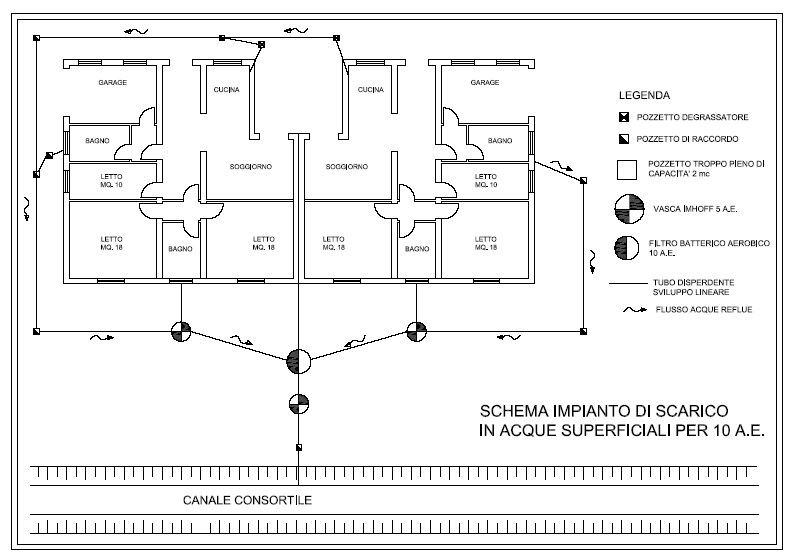 GARAGE
CUCINA
CUCINA
GARAGE
BAGNO
SOGGIORNO
SOGGIORNO
BAGNO
LETTO
MQ. 10
LETTO
MQ. 10
LETTO
MQ. 18
BAGNO
LETTO
MQ. 18
LETTO
MQ. 18
BAGNO
LETTO
MQ. 18
LEGENDA
POZZETTO DEGRASSATORE
POZZETTO DI RACCORDO
POZZETTO TROPPO PIENO DI
CAPACITA' 2 mc
VASCA IMHOFF 5 A.E.
FILTRO BATTERICO AEROBICO
10 A.E.
TUBO DISPERDENTE
SVILUPPO LINEARE
FLUSSO ACQUE REFLUE
SCHEMA IMPIANTO DI SCARICO
IN ACQUE SUPERFICIALI PER 10 A.E.
CANALE CONSORTILE